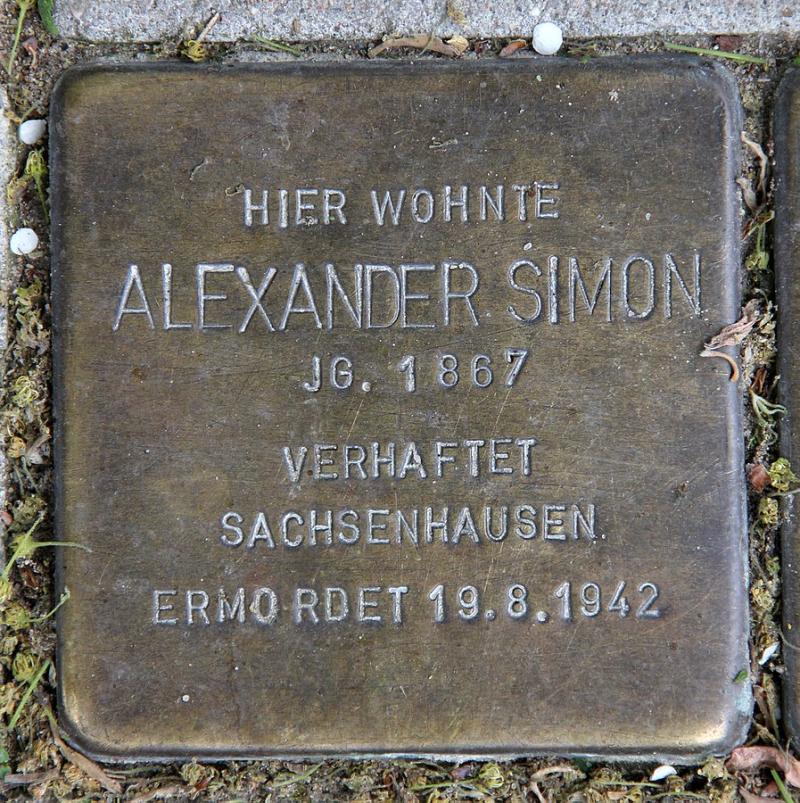 HIER WOHNTE
ALEXANDER SIMON
JG. 1867
VERHAFTET
SACHSENHAUSEN
ERMORDET 19.8.1942